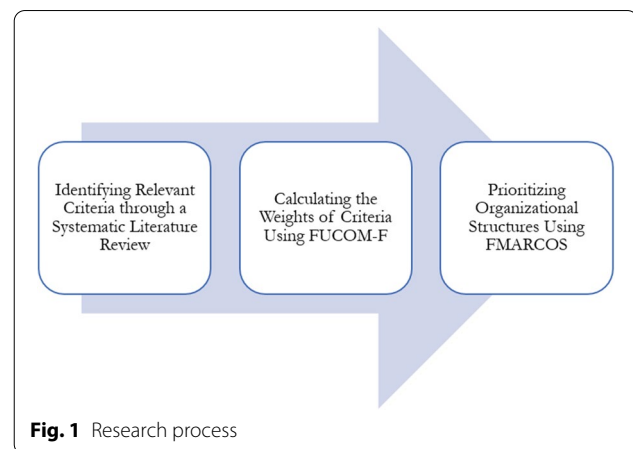 Identifying Relevant
Criteria through a
Systematic Literature
Review
Calculating the
Weights of Criteria
Using FUCOM-F
Prioritizing
Organizational
Structures Using
FMARCOS
Fig. 1 Research process